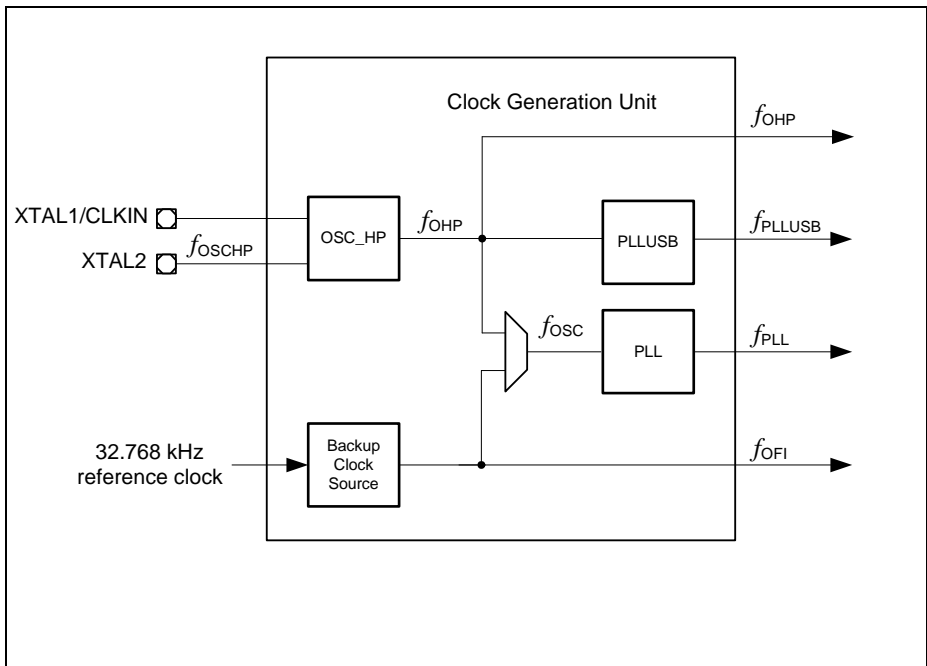 Clock Generation Unit
fOHP
XTAL1/CLKIN
XTAL2
fOSCHP
OSC_HP
fOHP
PLLUSB
fPLLUSB
fOSC
PLL
fPLL
32.768 kHz
reference clock
Backup
Clock
Source
fOFI